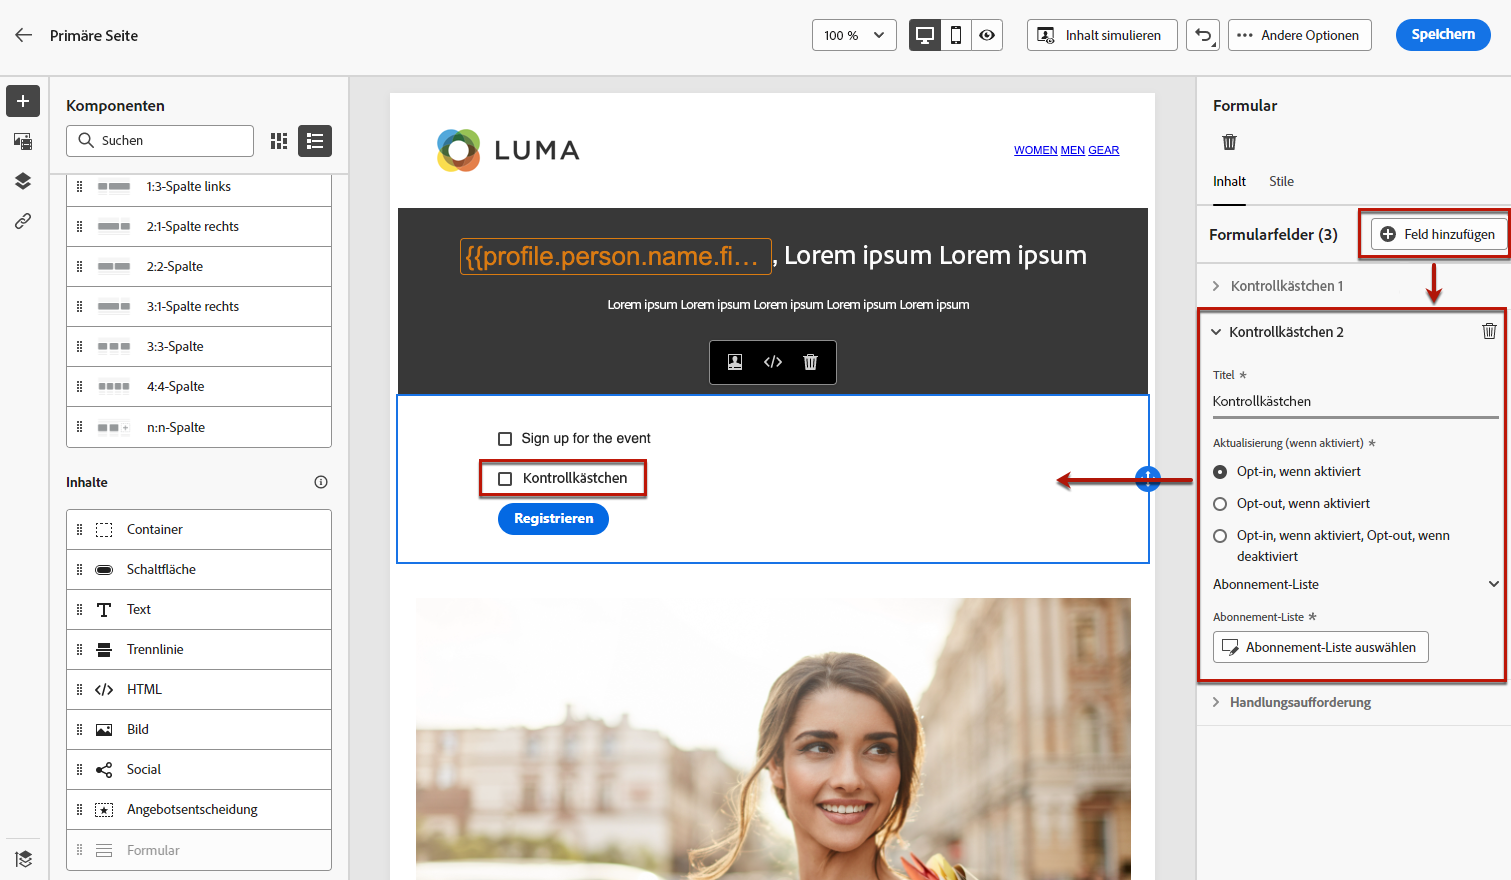 Primäre Seite
100 %
Inhalt simulieren
Andere Optionen
Speichern
Komponenten
Suchen
1:3-Spalte links
2:1-Spalte rechts
2:2-Spalte
3:1-Spalte rechts
3:3-Spalte
4:4-Spalte
n:n-Spalte
Inhalte
Container
Schaltfläche
Text
Trennlinie
HTML
Bild
Social
Angebotsentscheidung
Formular
LUMA
WOMEN MEN GEAR
{{profile.person.name.fi... , Lorem ipsum Lorem ipsum
Lorem ipsum Lorem ipsum Lorem ipsum Lorem ipsum Lorem ipsum
Sign up for the event
Kontrollkästchen
Registrieren
Formular
Inhalt Stile
Formularfelder (3)
Feld hinzufügen
Kontrollkästchen 1
Kontrollkästchen 2
Titel *
Kontrollkästchen
Aktualisierung (wenn aktiviert) *
Opt-in, wenn aktiviert
Opt-out, wenn aktiviert
Opt-in, wenn aktiviert, Opt-out, wenn
deaktiviert
Abonnement-Liste
Abonnement-Liste *
Abonnement-Liste auswählen
Handlungsaufforderung